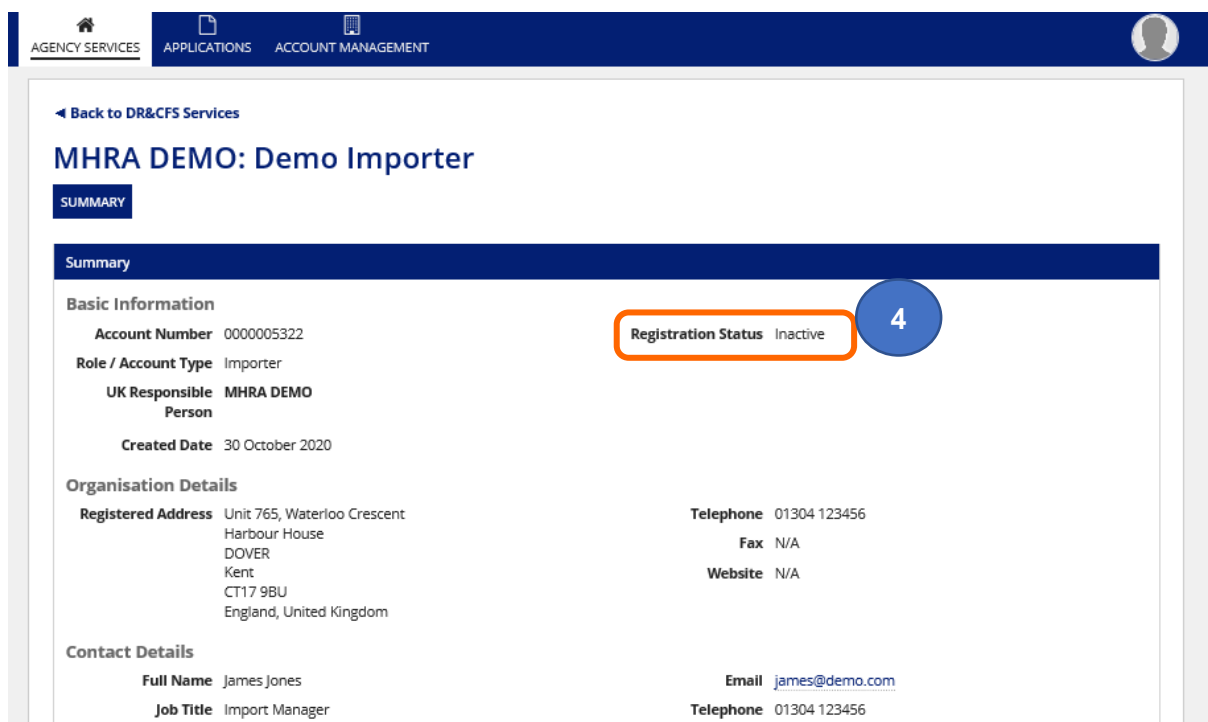 AGENCY SERVICES APPLICATIONS ACCOUNT MANAGEMENT
◄ Back to DR&CFS Services
MHRA DEMO: Demo Importer
SUMMARY
Summary
Basic Information
Account Number 0000005322
Registration Status Inactive
4
Role / Account Type Importer
UK Responsible Person MHRA DEMO
Created Date 30 October 2020
Organisation Details
Registered Address Unit 765, Waterloo Crescent
Harbour House
DOVER
Kent
CT17 9BU
England, United Kingdom
Telephone 01304 123456
Fax N/A
Website N/A
Contact Details
Full Name James Jones
Job Title Import Manager
Email james@demo.com
Telephone 01304 123456